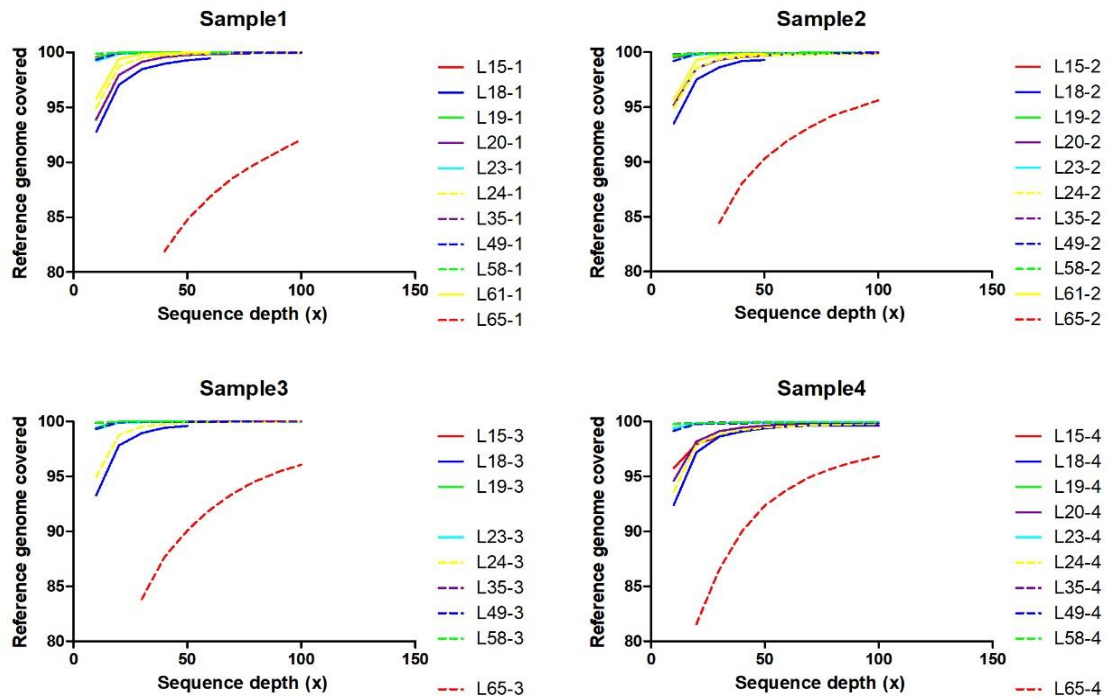 Sample1
Reference genome covered
100
95
90
85
80
0
50
100
150
Sequence depth (x)
L15-1
L18-1
L19-1
L20-1
L23-1
L24-1
L35-1
L49-1
L58-1
L61-1
L65-1
Sample2
Reference genome covered
100
95
90
85
80
0
50
100
150
Sequence depth (x)
L15-2
L18-2
L19-2
L20-2
L23-2
L24-2
L35-2
L49-2
L58-2
L61-2
L65-2
Sample3
Reference genome covered
100
95
90
85
80
0
50
100
150
Sequence depth (x)
L15-3
L18-3
L19-3
L23-3
L24-3
L35-3
L49-3
L58-3
L65-3
Sample4
Reference genome covered
100
95
90
85
80
0
50
100
150
Sequence depth (x)
L15-4
L18-4
L19-4
L20-4
L23-4
L24-4
L35-4
L49-4
L58-4
L65-4